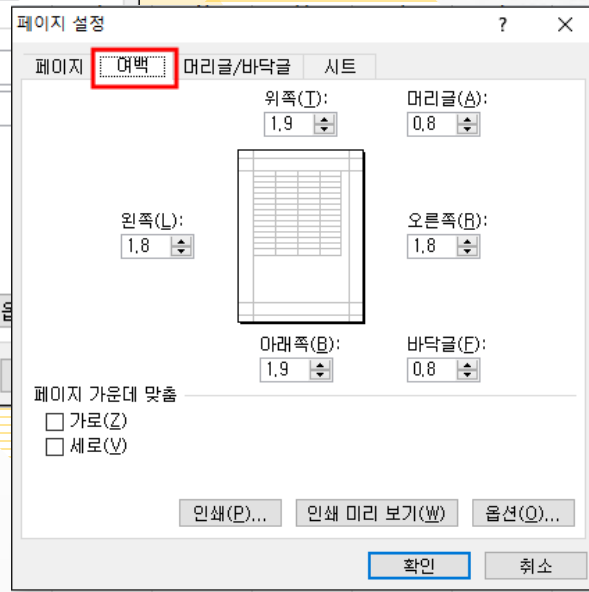 페이지 설정
페이지 여백 머리글/바닥글 시트
위쪽(T): 머리글(A):
1.9 0.8
왼쪽(L): 오른쪽(R):
1.8 1.8
아래쪽(B): 바닥글(F):
1.9 0.8
페이지 가운데 맞춤
가로(Z)
세로(V)
인쇄(P)... 인쇄 미리 보기(W) 옵션(O)...
확인 취소